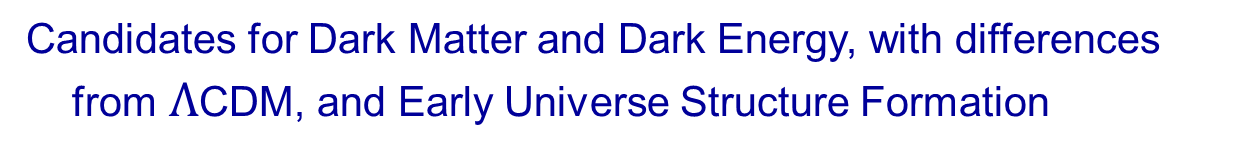 Candidates for Dark Matter and Dark Energy, with differences
from ΛCDM, and Early Universe Structure Formation